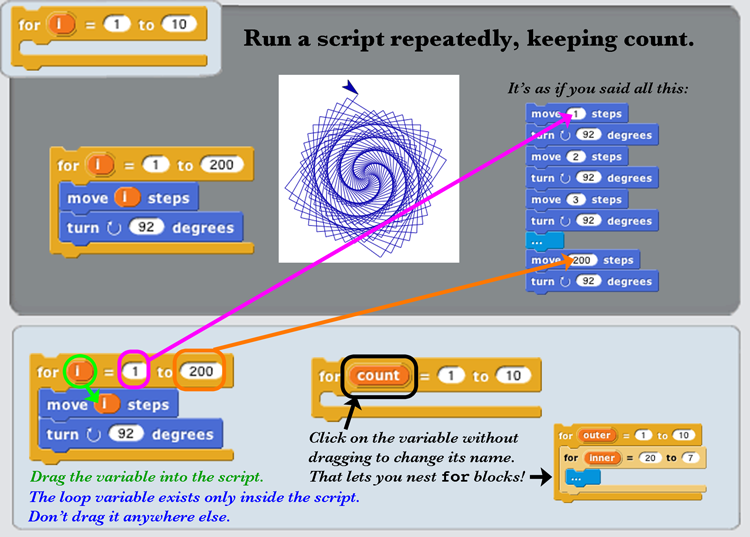 for i = 1 to 10
Run a script repeatedly, keeping count.
It's as if you said all this:
for i = 1 to 200
move i steps
turn ↻ 92 degrees
move 1 steps
turn ↻ 92 degrees
move 2 steps
turn ↻ 92 degrees
move 3 steps
turn ↻ 92 degrees
...
move 200 steps
turn ↻ 92 degrees
for i = 1 to 200
move i steps
turn ↻ 92 degrees
Drag the variable into the script.
The loop variable exists only inside the script.
Don't drag it anywhere else.
for count = 1 to 10
Click on the variable without
dragging to change its name.
That lets you nest for blocks!
for outer = 1 to 10
for inner = 20 to 7
...